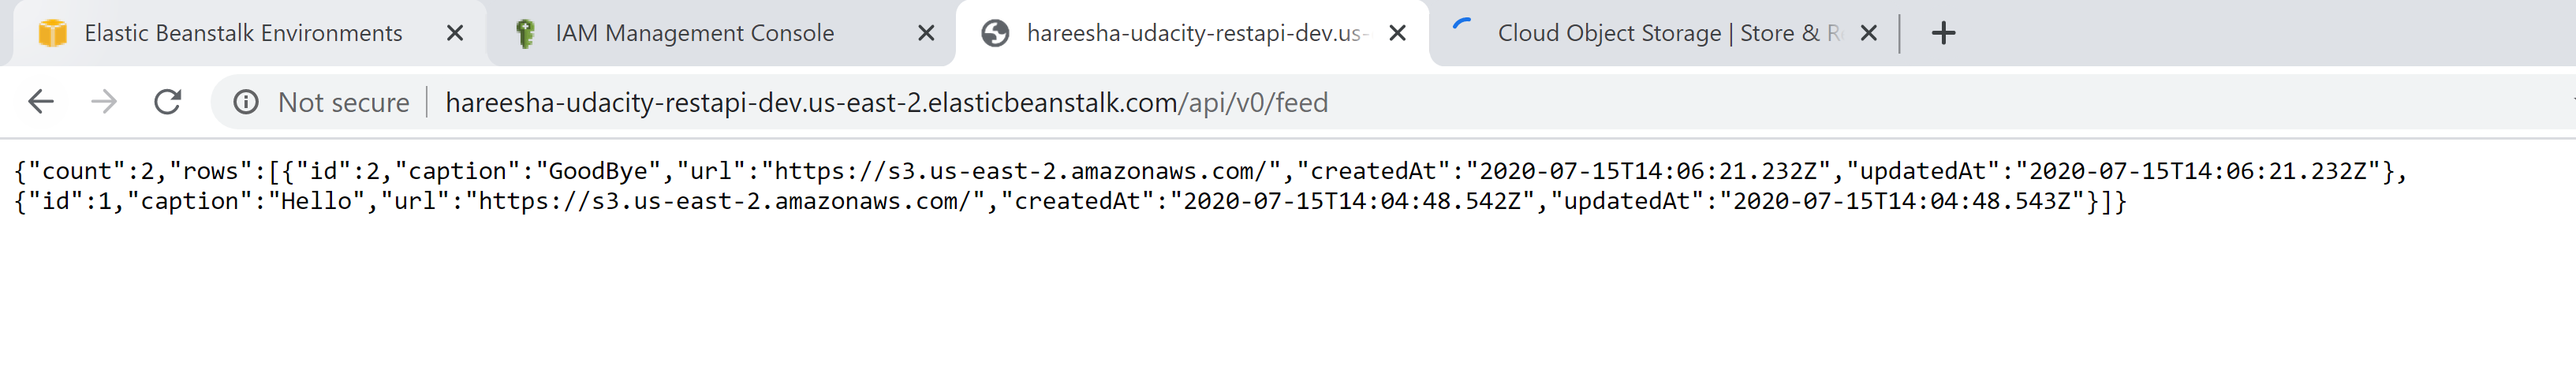 Elastic Beanstalk Environments
IAM Management Console
hareesha-udacity-restapi-dev.us-
Cloud Object Storage | Store & R
Not secure
hareesha-udacity-restapi-dev.us-east-2.elasticbeanstalk.com/api/v0/feed
{"count":2,"rows":[{"id":2,"caption":"GoodBye","url":"https://s3.us-east-2.amazonaws.com/","createdAt":"2020-07-15T14:06:21.232Z","updatedAt":"2020-07-15T14:06:21.232Z"},
{"id":1,"caption":"Hello","url":"https://s3.us-east-2.amazonaws.com/","createdAt":"2020-07-15T14:04:48.542Z","updatedAt":"2020-07-15T14:04:48.543Z"}]}